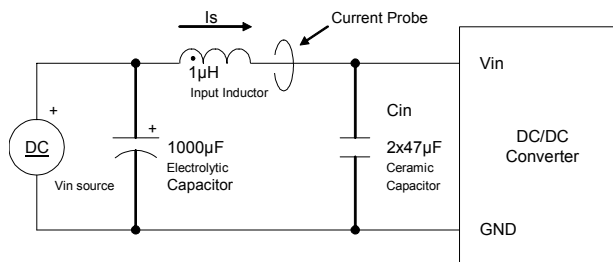 Is
Current Probe
+
DC
Vin source
+
1000µF
Electrolytic
Capacitor
1µH
Input Inductor
Cin
2x47µF
Ceramic
Capacitor
Vin
DC/DC
Converter
GND